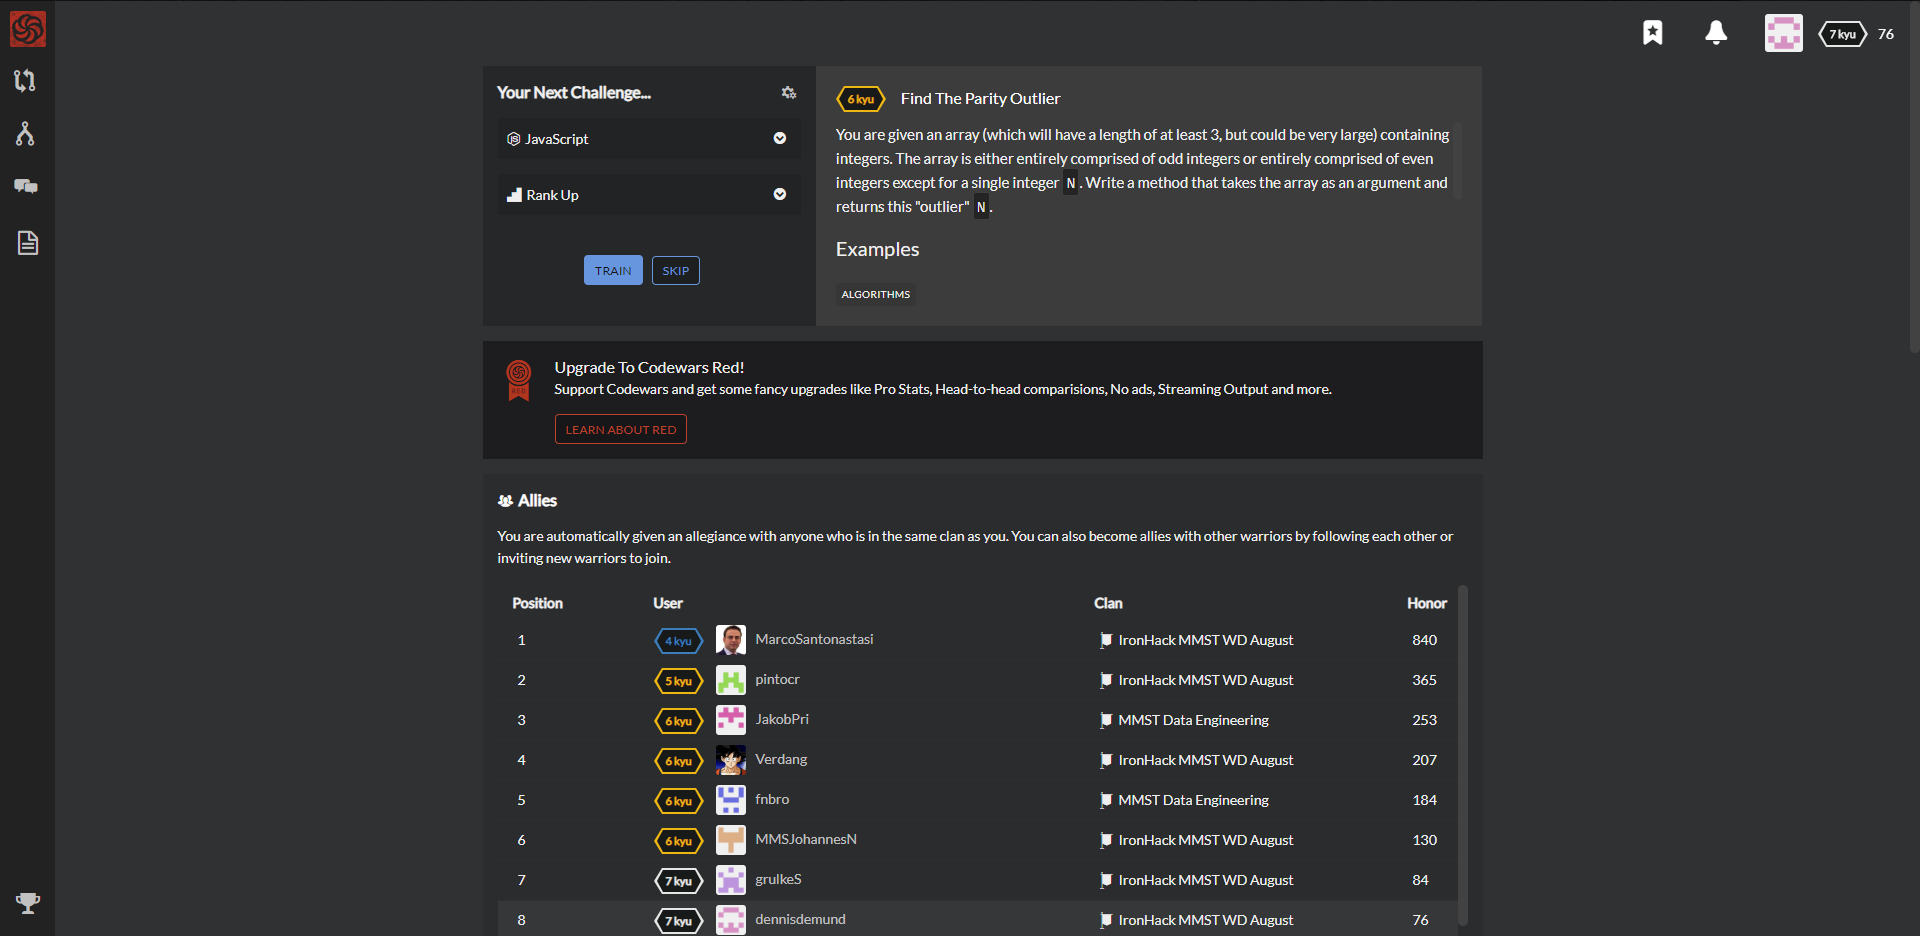 7 kyu 76
Your Next Challenge...
JavaScript
Rank Up
TRAIN SKIP
6 kyu Find The Parity Outlier
You are given an array (which will have a length of at least 3, but could be very large) containing
integers. The array is either entirely comprised of odd integers or entirely comprised of even
integers except for a single integer N. Write a method that takes the array as an argument and
returns this "outlier" N.
Examples
ALGORITHMS
Upgrade To Codewars Red!
Support Codewars and get some fancy upgrades like Pro Stats, Head-to-head comparisions, No ads, Streaming Output and more.
LEARN ABOUT RED
Allies
You are automatically given an allegiance with anyone who is in the same clan as you. You can also become allies with other warriors by following each other or
inviting new warriors to join.
Position User Clan Honor
1 4 kyu MarcoSantonastasi IronHack MMST WD August 840
2 5 kyu pintocr IronHack MMST WD August 365
3 6 kyu JakobPri MMST Data Engineering 253
4 6 kyu Verdang IronHack MMST WD August 207
5 6 kyu fnbro MMST Data Engineering 184
6 6 kyu MMSJohannesN IronHack MMST WD August 130
7 7 kyu grulkeS IronHack MMST WD August 84
8 7 kyu dennisdemund IronHack MMST WD August 76